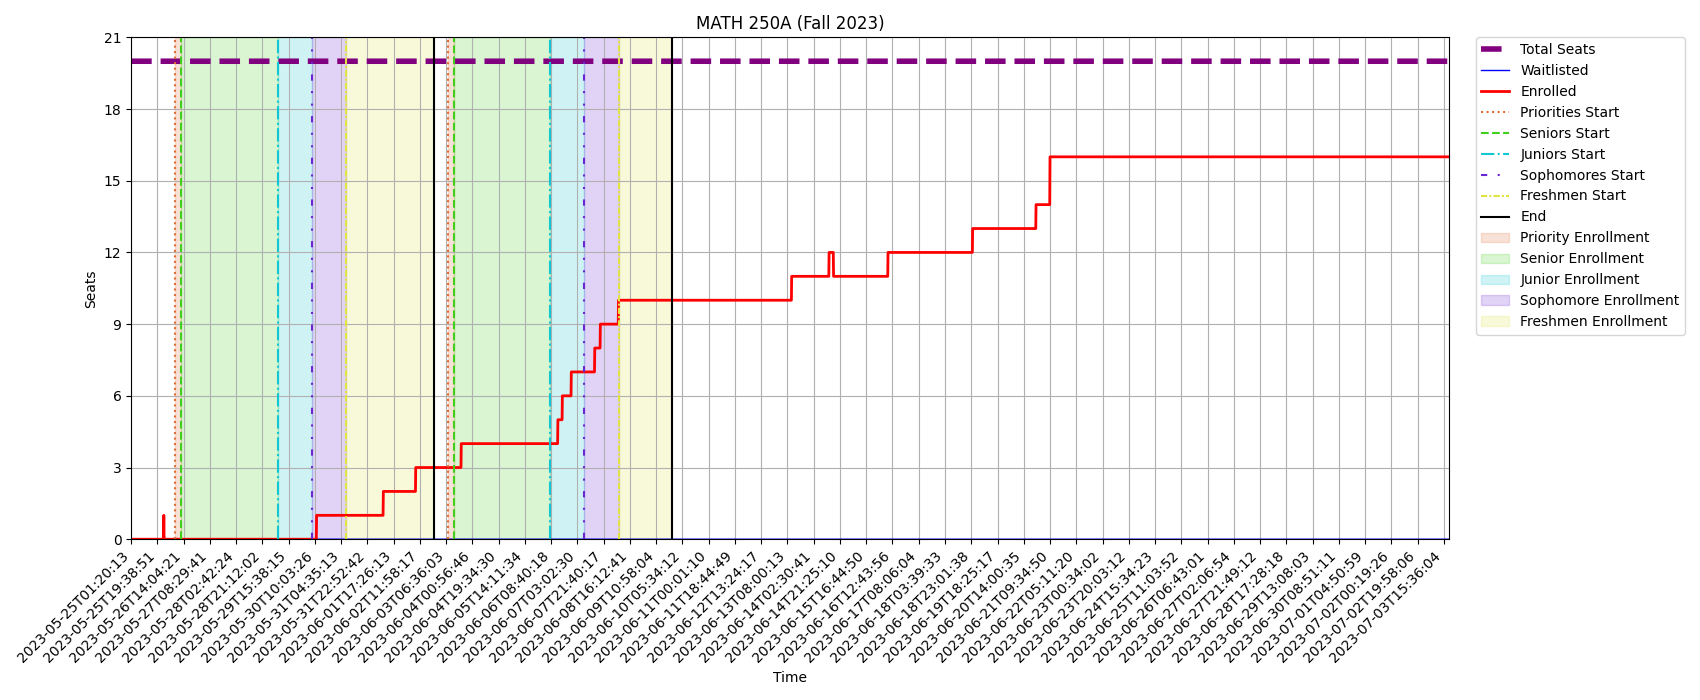 MATH 250A (Fall 2023)
21
18
15
12
9
6
3
0
Seats
2023-05-25T01:20:13
2023-05-25T19:38:51
2023-05-26T14:04:21
2023-05-27T08:29:41
2023-05-28T02:42:24
2023-05-28T21:12:02
2023-05-29T15:38:15
2023-05-30T10:03:26
2023-05-31T04:35:13
2023-05-31T22:52:42
2023-06-01T17:26:13
2023-06-02T11:58:17
2023-06-03T06:36:03
2023-06-04T00:56:46
2023-06-04T19:34:30
2023-06-05T14:11:34
2023-06-06T08:40:18
2023-06-07T03:02:30
2023-06-07T21:40:17
2023-06-08T16:12:41
2023-06-09T10:58:04
2023-06-10T05:34:12
2023-06-11T00:01:10
2023-06-11T18:44:49
2023-06-12T13:24:17
2023-06-13T08:00:13
2023-06-14T02:30:41
2023-06-14T21:25:10
2023-06-15T16:44:50
2023-06-16T12:43:56
2023-06-17T08:06:04
2023-06-18T03:39:33
2023-06-18T23:01:38
2023-06-19T18:25:17
2023-06-20T14:00:35
2023-06-21T09:34:50
2023-06-22T05:11:20
2023-06-23T00:34:02
2023-06-23T20:03:12
2023-06-24T15:34:23
2023-06-25T11:03:52
2023-06-26T06:43:01
2023-06-27T02:06:54
2023-06-27T21:49:12
2023-06-28T17:28:18
2023-06-29T13:08:03
2023-06-30T08:51:11
2023-07-01T04:50:59
2023-07-02T00:19:26
2023-07-02T19:58:06
2023-07-03T15:36:04
Time
Total Seats
Waitlisted
Enrolled
Priorities Start
Seniors Start
Juniors Start
Sophomores Start
Freshmen Start
End
Priority Enrollment
Senior Enrollment
Junior Enrollment
Sophomore Enrollment
Freshmen Enrollment